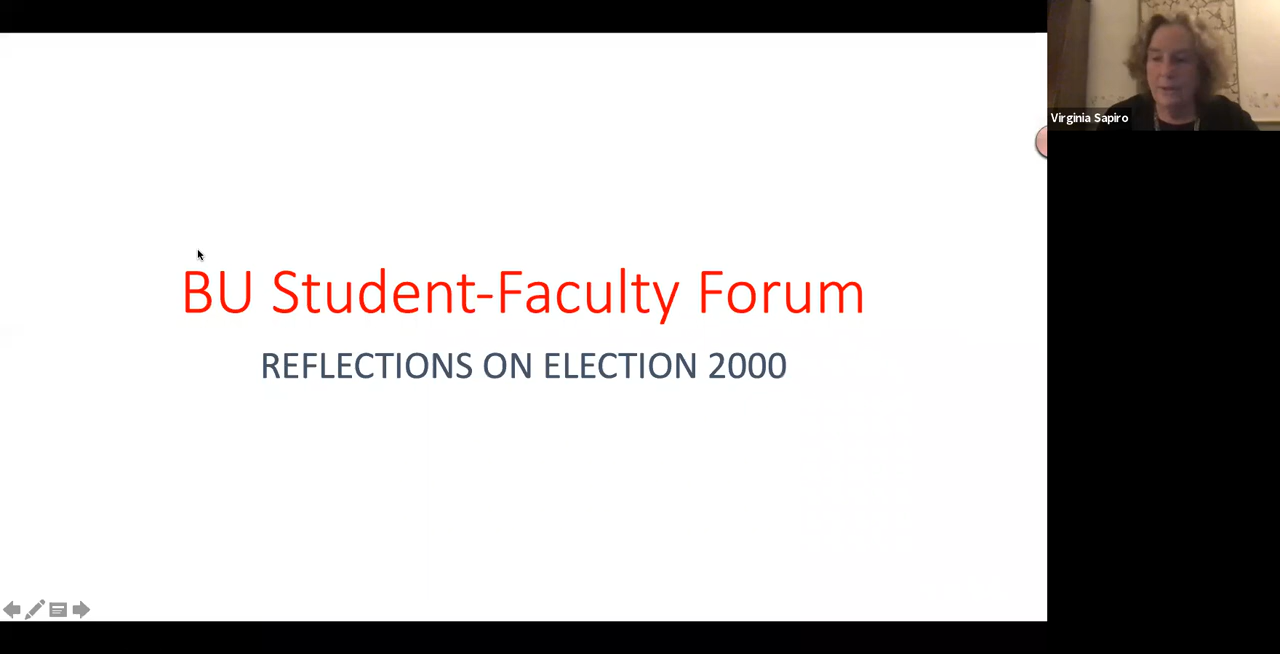 Virginia Sapiro
BU Student-Faculty Forum
REFLECTIONS ON ELECTION 2000